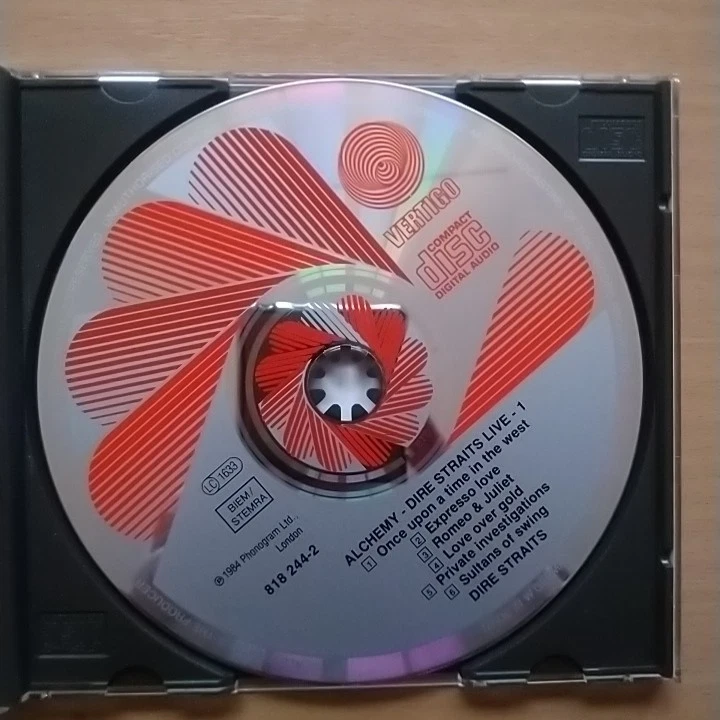 VERTIGO
COMPACT
disc
DIGITAL AUDIO
LC 1633
BIEM/
STEMRA
℗ 1984 Phonogram Ltd.,
London
818 244-2
ALCHEMY - DIRE STRAITS LIVE - 1
1 Once upon a time in the west
2 Expresso love
3 Romeo & Juliet
4 Love over gold
5 Private investigations
6 Sultans of swing
DIRE STRAITS